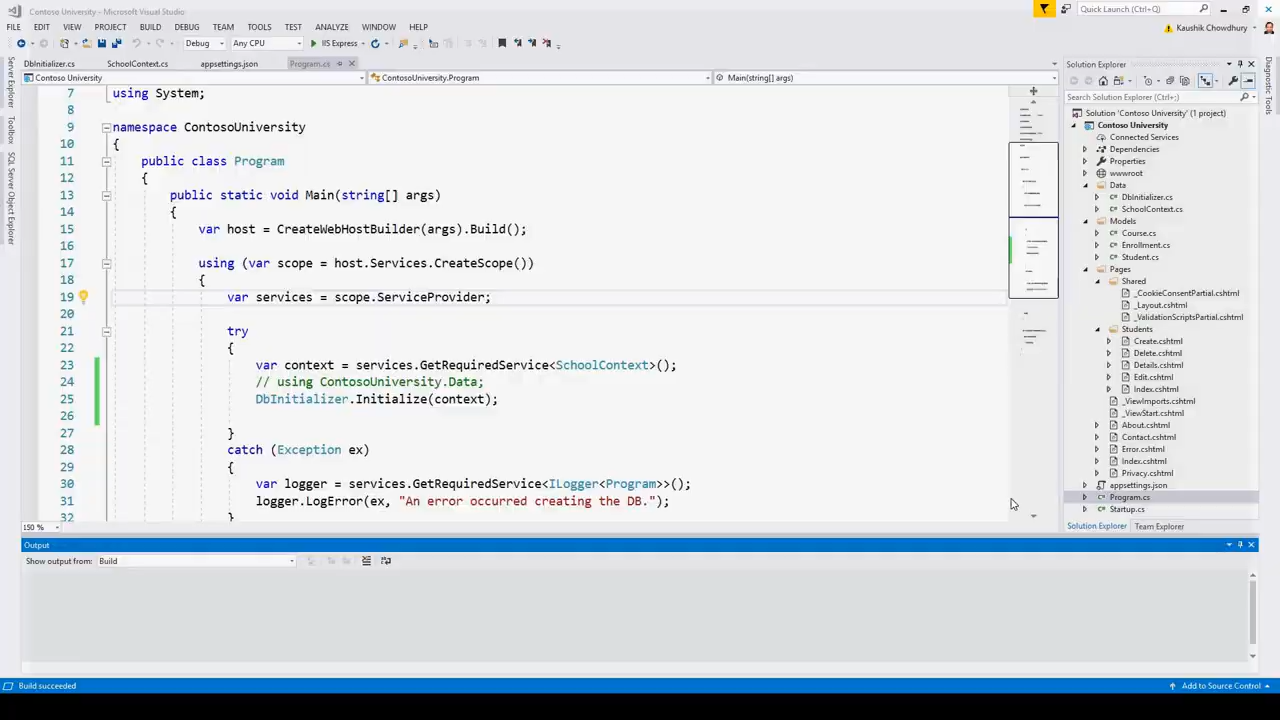 Contoso University - Microsoft Visual Studio
Quick Launch (Ctrl+Q)
FILE EDIT VIEW PROJECT BUILD DEBUG TEAM TOOLS TEST ANALYZE WINDOW HELP
Kaushik Chowdhury
Debug Any CPU IIS Express
DbInitializer.cs SchoolContext.cs appsettings.json Program.cs
Contoso University ContosoUniversity.Program Main(string[] args)
Server Explorer
Toolbox
SQL Server Object Explorer
7 using System;
8
9 namespace ContosoUniversity
10 {
11 public class Program
12 {
13 public static void Main(string[] args)
14 {
15 var host = CreateWebHostBuilder(args).Build();
16
17 using (var scope = host.Services.CreateScope())
18 {
19 var services = scope.ServiceProvider;
20
21 try
22 {
23 var context = services.GetRequiredService<SchoolContext>();
24 // using ContosoUniversity.Data;
25 DbInitializer.Initialize(context);
26
27 }
28 catch (Exception ex)
29 {
30 var logger = services.GetRequiredService<ILogger<Program>>();
31 logger.LogError(ex, "An error occurred creating the DB.");
32 }
150 %
Solution Explorer
Search Solution Explorer (Ctrl+;)
Solution 'Contoso University' (1 project)
Contoso University
Connected Services
Dependencies
Properties
wwwroot
Data
DbInitializer.cs
SchoolContext.cs
Models
Course.cs
Enrollment.cs
Student.cs
Pages
Shared
_CookieConsentPartial.cshtml
_Layout.cshtml
_ValidationScriptsPartial.cshtml
Students
Create.cshtml
Delete.cshtml
Details.cshtml
Edit.cshtml
Index.cshtml
_ViewImports.cshtml
_ViewStart.cshtml
About.cshtml
Contact.cshtml
Error.cshtml
Index.cshtml
Privacy.cshtml
appsettings.json
Program.cs
Startup.cs
Solution Explorer Team Explorer
Diagnostic Tools
Output
Show output from: Build
Build succeeded
Add to Source Control